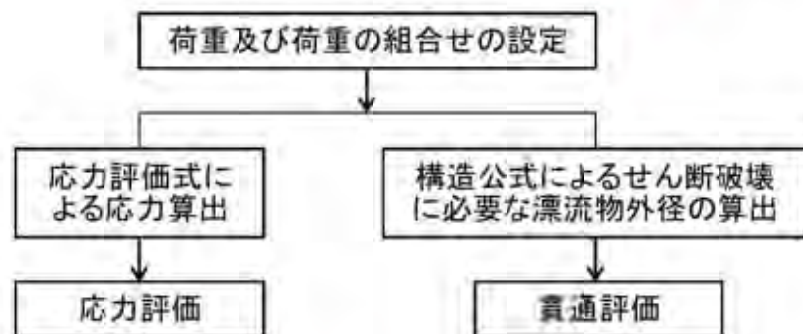 荷重及び荷重の組合せの設定
応力評価式に
よる応力算出
構造公式によるせん断破壊
に必要な漂流物外径の算出
応力評価
貫通評価